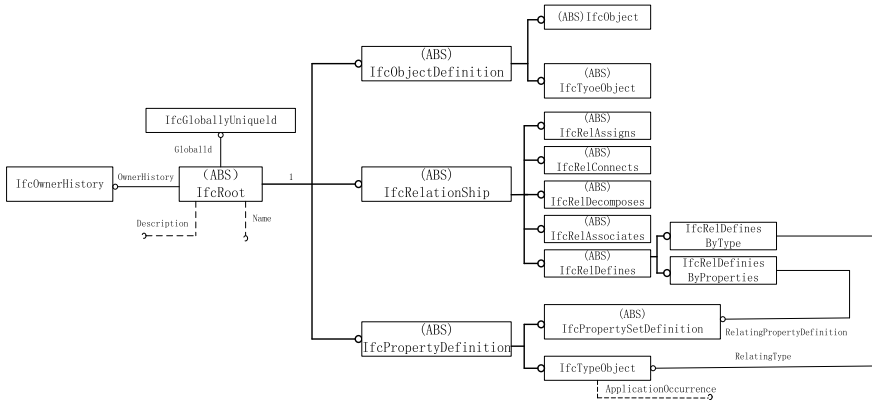 (ABS)IfcObject
(ABS)
IfcObjectDefinition
(ABS)
IfcTyoeObject
IfcGloballyUniqueId
GlobalId
(ABS)
IfcRelAssigns
(ABS)
IfcRelConnects
IfcOwnerHistory
OwnerHistory
(ABS)
IfcRoot
1
(ABS)
IfcRelationShip
(ABS)
IfcRelDecomposes
Description
Name
(ABS)
IfcRelAssociates
(ABS)
IfcRelDefines
IfcRelDefines
ByType
IfcRelDefinies
ByProperties
(ABS)
IfcPropertyDefinition
(ABS)
IfcPropertySetDefinition
RelatingPropertyDefinition
IfcTypeObject
RelatingType
ApplicationOccurrence